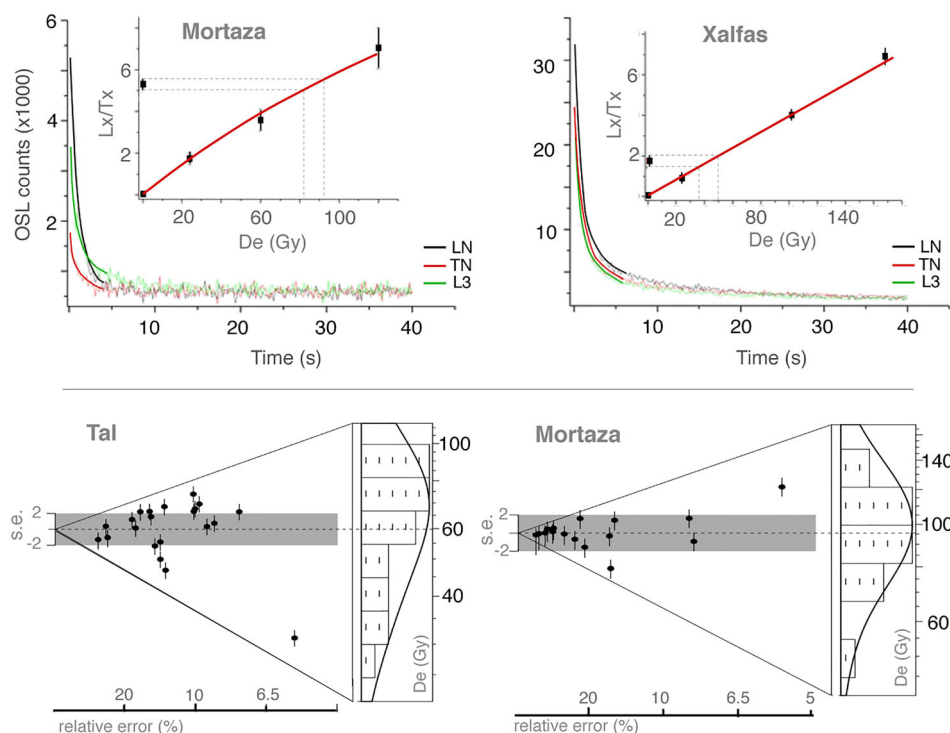 6
4
2
OSL counts (x1000)
Mortaza
6
2
Lx/Tx
20
60
100
De (Gy)
LN
TN
L3
10
20
30
40
Time (s)
30
20
10
Xalfas
6
2
Lx/Tx
20
80
140
De (Gy)
LN
TN
L3
10
20
30
40
Time (s)
Tal
2
-2
s.e.
100
60
40
De (Gy)
20
10
6.5
relative error (%)
Mortaza
2
-2
s.e.
140
100
60
De (Gy)
20
10
6.5
5
relative error (%)